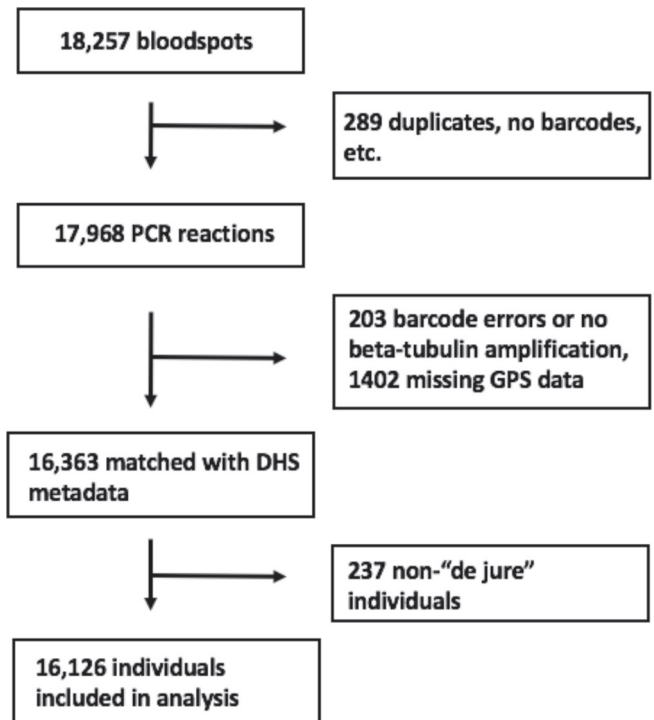 18,257 bloodspots
289 duplicates, no barcodes,
etc.
17,968 PCR reactions
203 barcode errors or no
beta-tubulin amplification,
1402 missing GPS data
16,363 matched with DHS
metadata
237 non-“de jure”
individuals
16,126 individuals
included in analysis